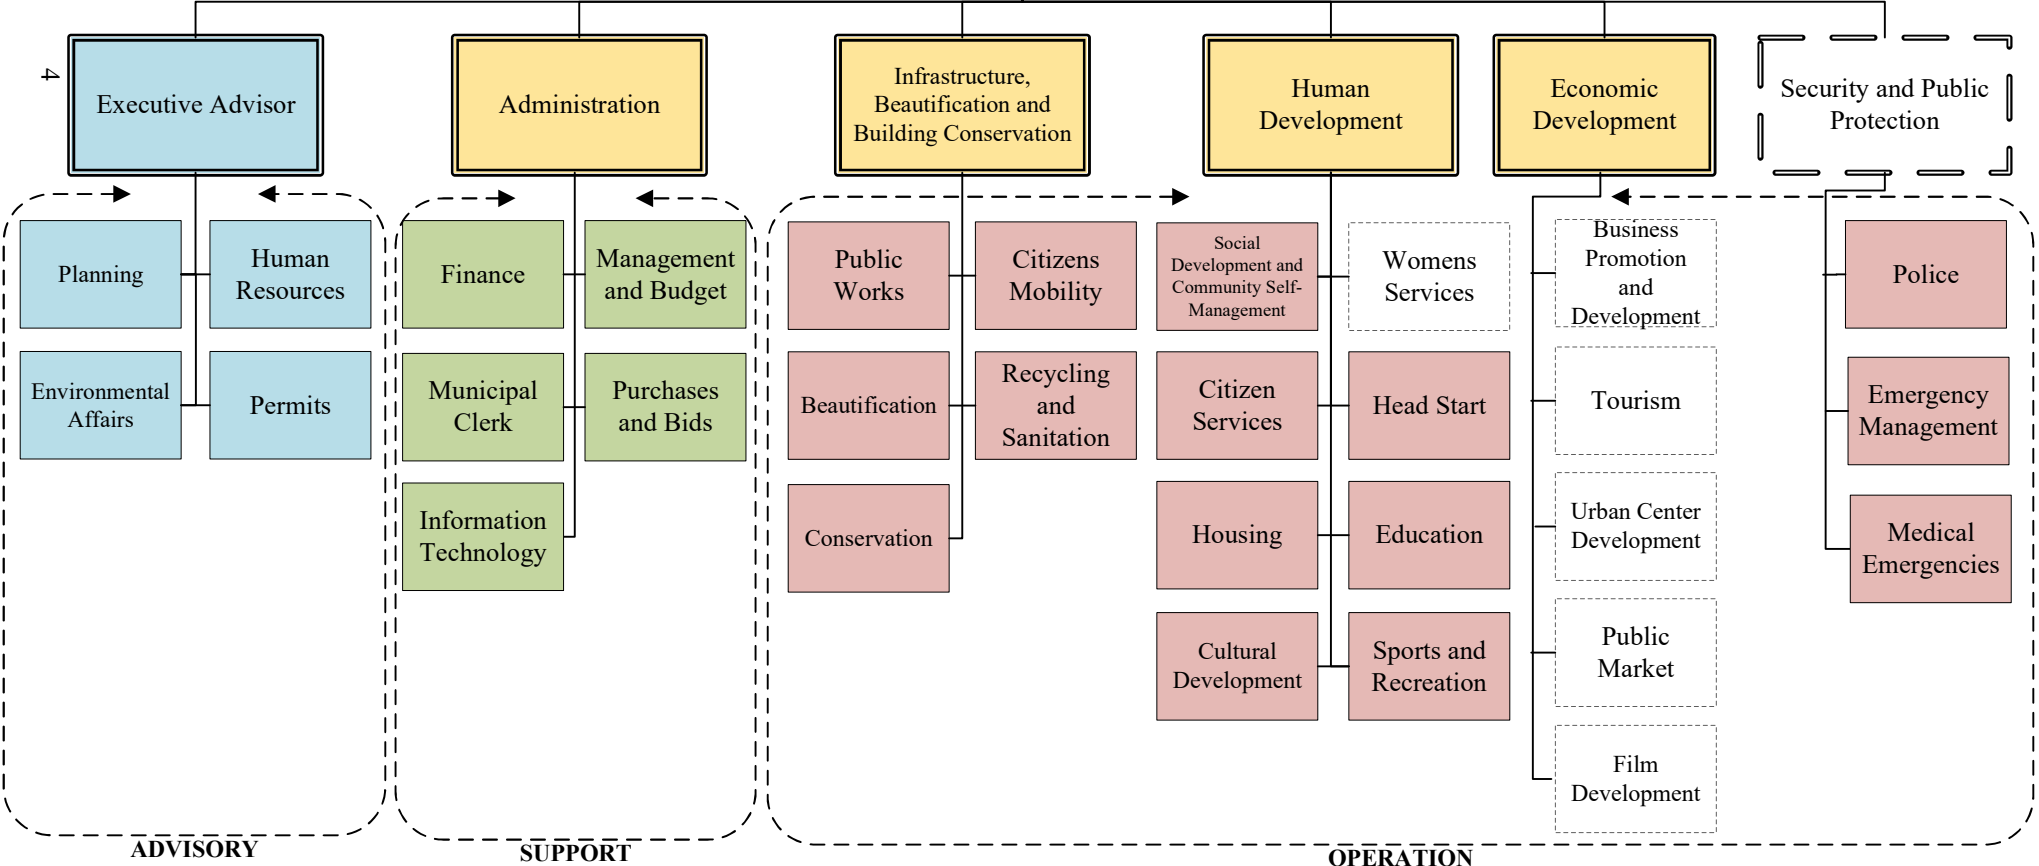 4
Executive Advisor
Administration
Infrastructure,
Beautification and
Building Conservation
Human
Development
Economic
Development
Security and Public
Protection
Planning
Human
Resources
Environmental
Affairs
Permits
Finance
Management
and Budget
Municipal
Clerk
Purchases
and Bids
Information
Technology
Public
Works
Citizens
Mobility
Beautification
Recycling
and
Sanitation
Conservation
Social
Development and
Community Self-
Management
Womens
Services
Citizen
Services
Head Start
Housing
Education
Cultural
Development
Sports and
Recreation
Business
Promotion
and
Development
Tourism
Urban Center
Development
Public
Market
Film
Development
Police
Emergency
Management
Medical
Emergencies
ADVISORY
SUPPORT
OPERATION